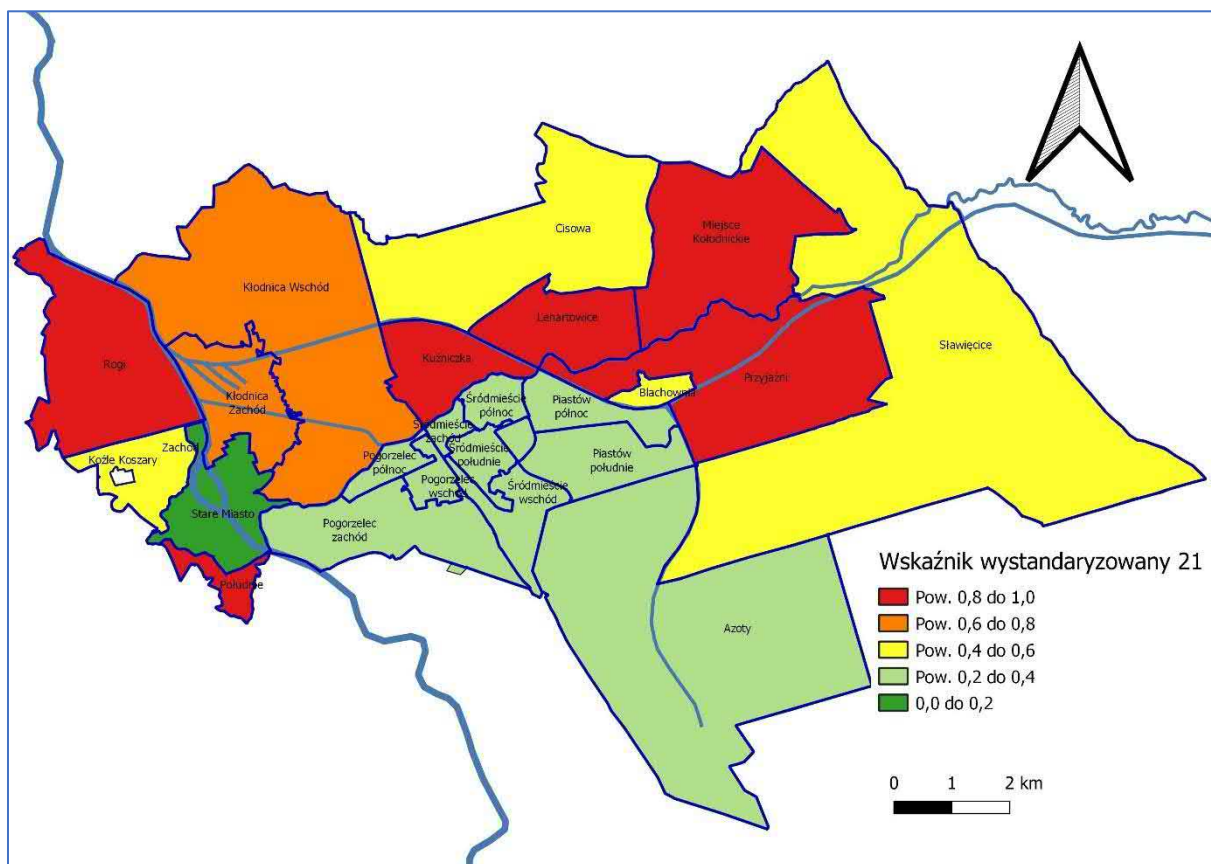 Cisowa
Miejsce
Kołodnickie
Kłodnica Wschód
Lenartowice
Sławięcice
Rogi
Kuźniczka
Przyjaźni
Blachownia
Kłodnica
Zachód
Śródmieście
północ
Piastów
północ
Śródmieście
zachód
Zachód
Koźle Koszary
Pogorzelec
północ
Śródmieście
południe
Piastów
południe
Pogorzelec
wschód
Śródmieście
wschód
Stare Miasto
Pogorzelec
zachód
Południe
Azoty
Wskaźnik wystandaryzowany 21
Pow. 0,8 do 1,0
Pow. 0,6 do 0,8
Pow. 0,4 do 0,6
Pow. 0,2 do 0,4
0,0 do 0,2
0 1 2 km